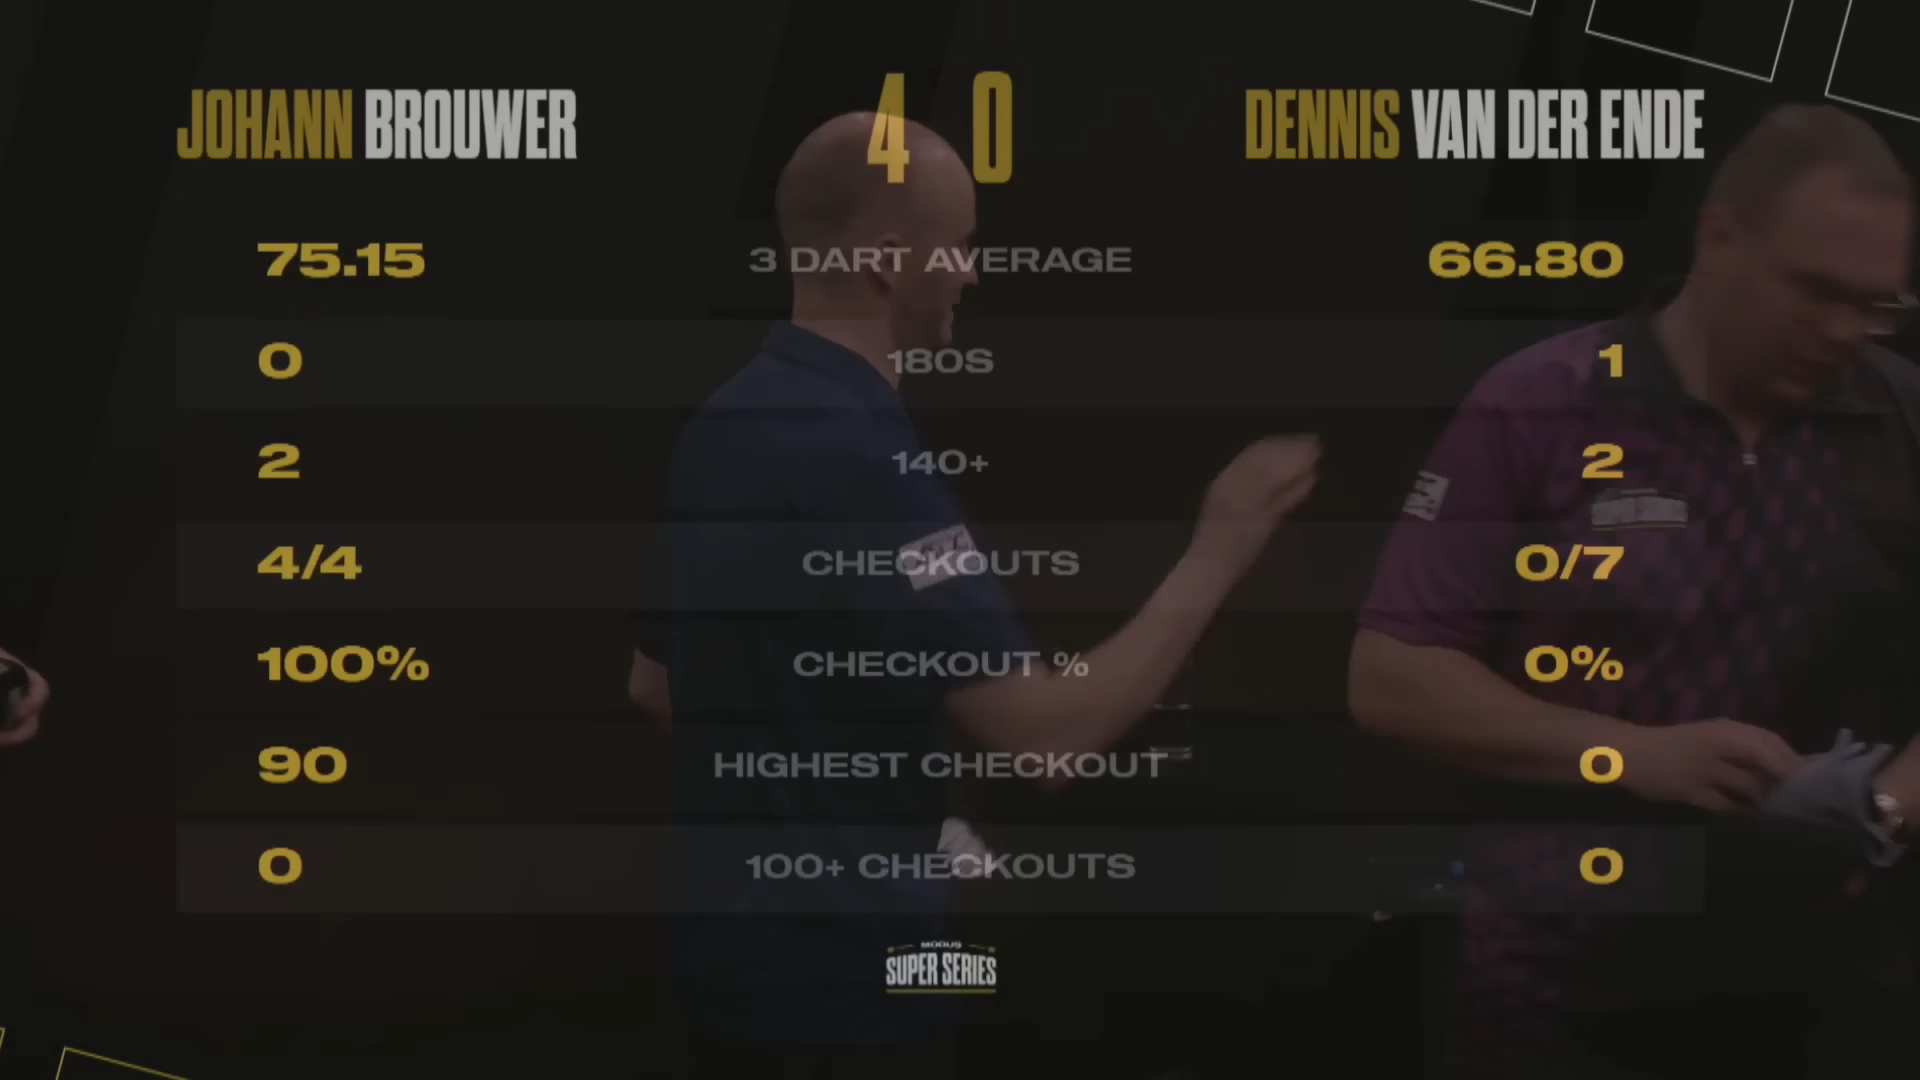 JOHANN BROUWER 4 0 DENNIS VAN DER ENDE
75.15 3 DART AVERAGE 66.80
0 180S 1
2 140+ 2
4/4 CHECKOUTS 0/7
100% CHECKOUT % 0%
90 HIGHEST CHECKOUT 0
0 100+ CHECKOUTS 0
MODUS
SUPER SERIES